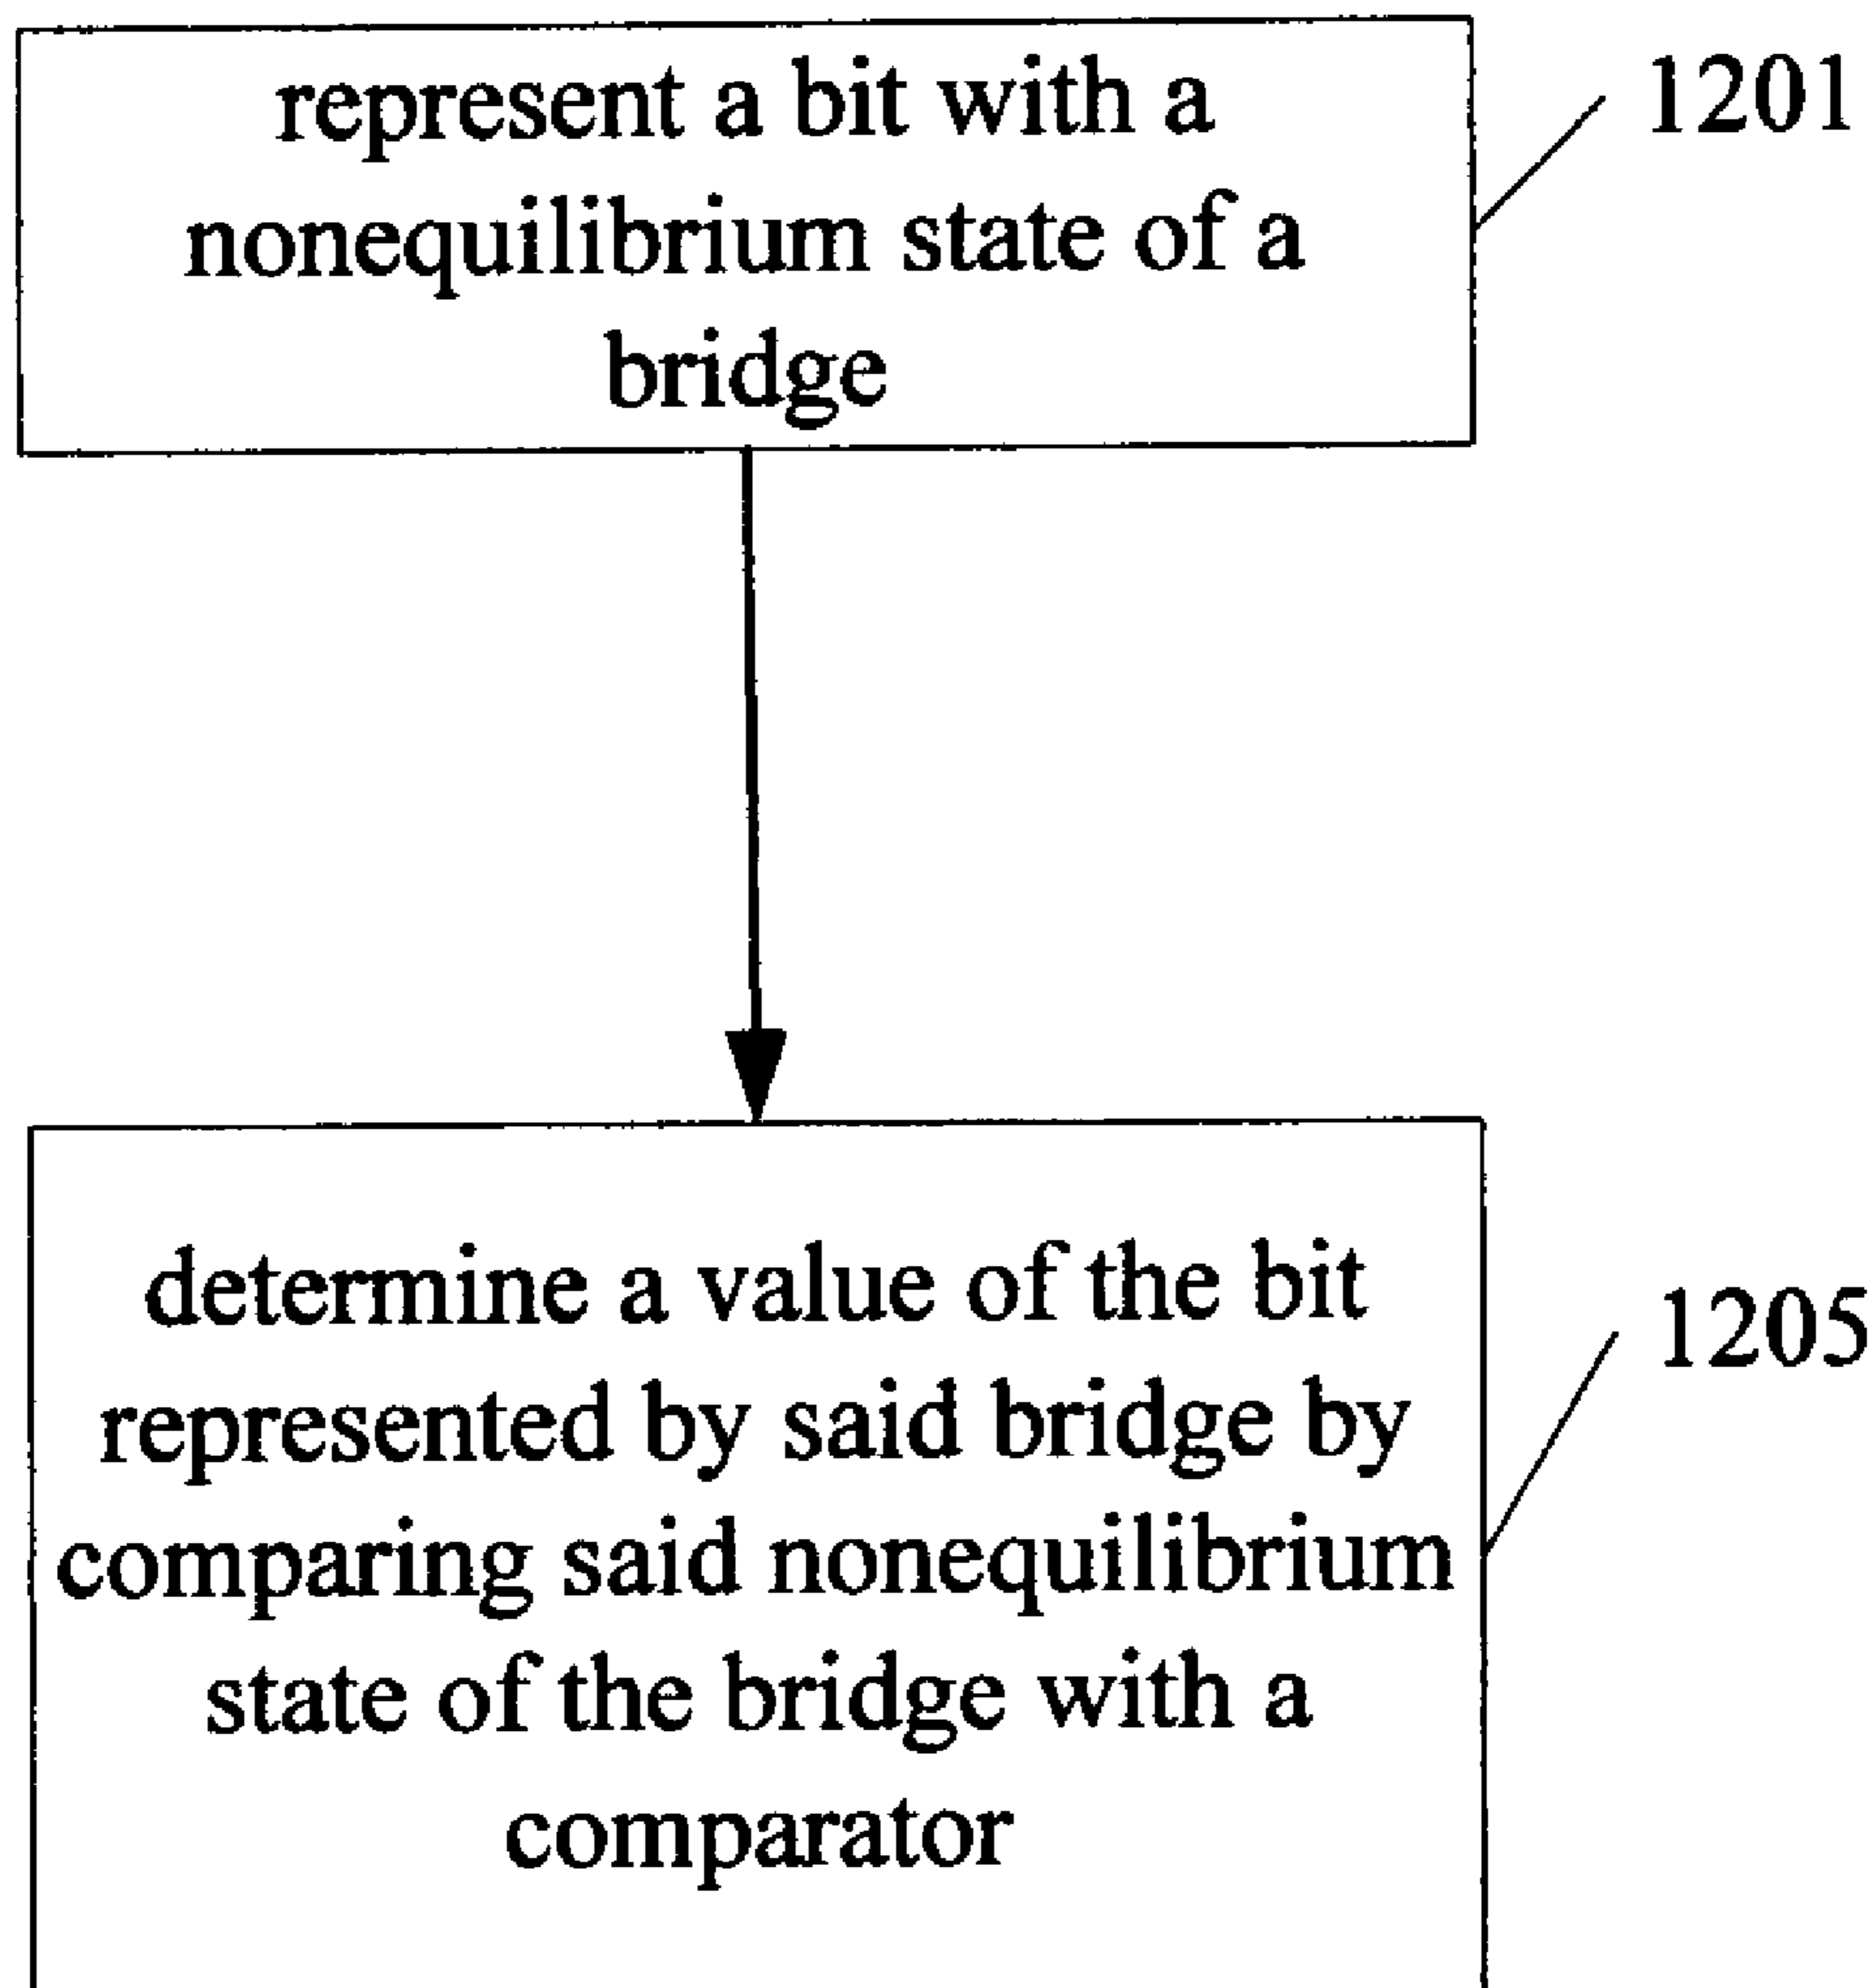 represent a bit with a
nonequilibrium state of a
bridge
1201
determine a value of the bit
represented by said bridge by
comparing said nonequilibrium
state of the bridge with a
comparator
1205